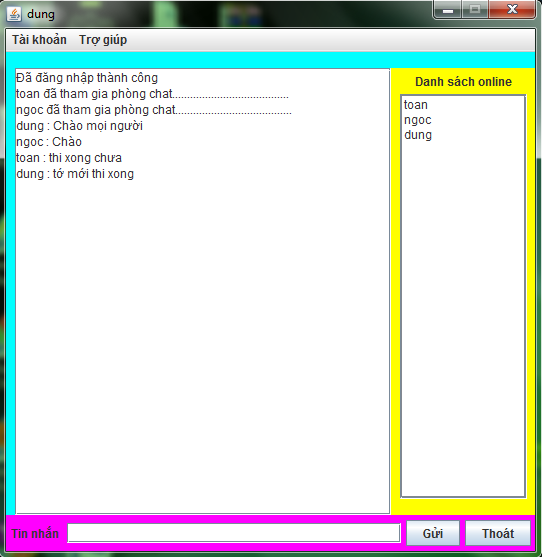 dung
Tài khoản Trợ giúp
Đã đăng nhập thành công
toan đã tham gia phòng chat.......................................
ngoc đã tham gia phòng chat.......................................
dung : Chào mọi người
ngoc : Chào
toan : thi xong chưa
dung : tớ mới thi xong
Danh sách online
toan
ngoc
dung
Tin nhắn
Gửi
Thoát